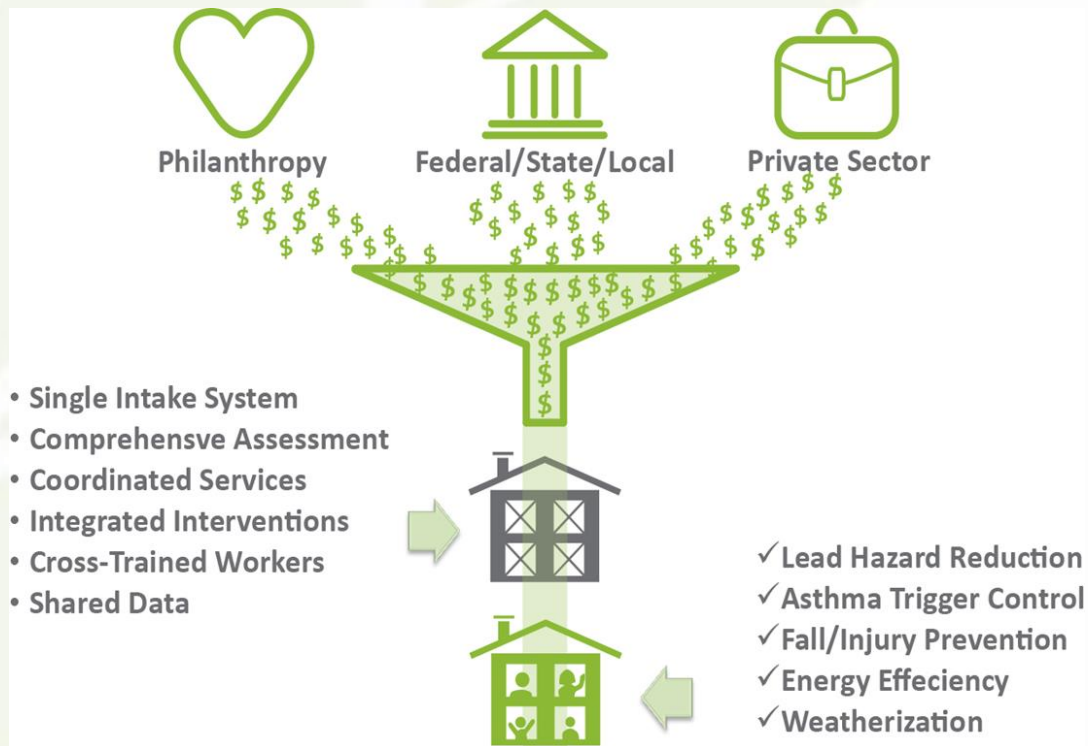 Philanthropy
Federal/State/Local
Private Sector
• Single Intake System
• Comprehensve Assessment
• Coordinated Services
• Integrated Interventions
• Cross-Trained Workers
• Shared Data
✓Lead Hazard Reduction
✓Asthma Trigger Control
✓Fall/Injury Prevention
✓Energy Effeciency
✓Weatherization